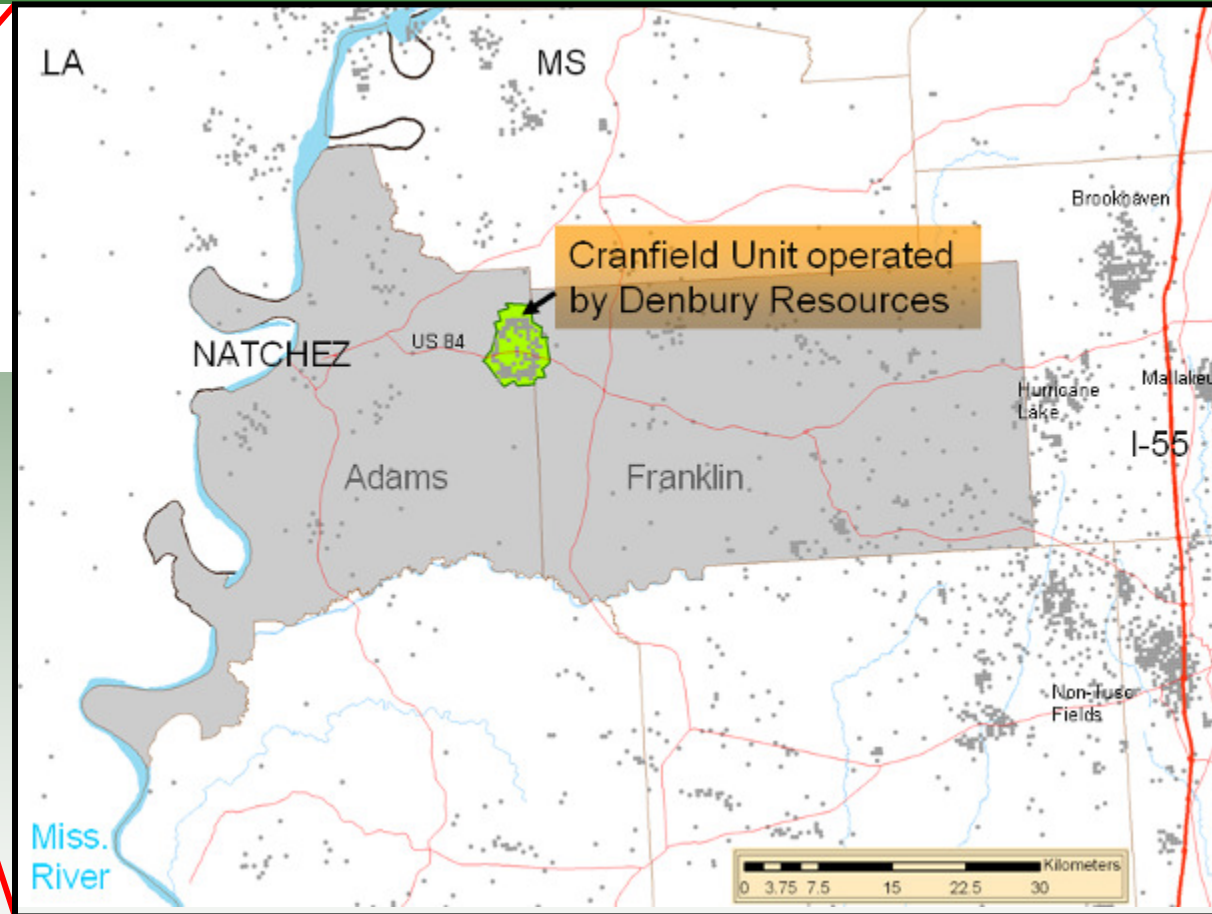 LA
MS
Brookhaven
Cranfield Unit operated
by Denbury Resources
US 84
NATCHEZ
Hurricane
Lake
Mallakeu
I-55
Adams
Franklin
Non-Tusc
Fields
Miss.
River
Kilometers
0 3.75 7.5 15 22.5 30